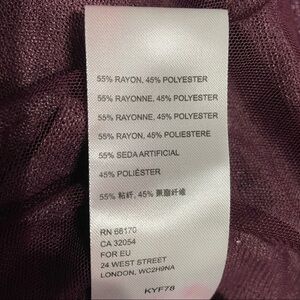 55% RAYON, 45% POLYESTER
55% RAYONNE, 45% POLYESTER
55% RAYONNE, 45% POLYESTER
55% RAYON, 45% POLIESTERE
55% SEDA ARTIFICIAL
45% POLIÉSTER
55% 粘纤, 45% 聚酯纤维
RN 66170
CA 32054
FOR EU
24 WEST STREET
LONDON, WC2H9NA
KYF78